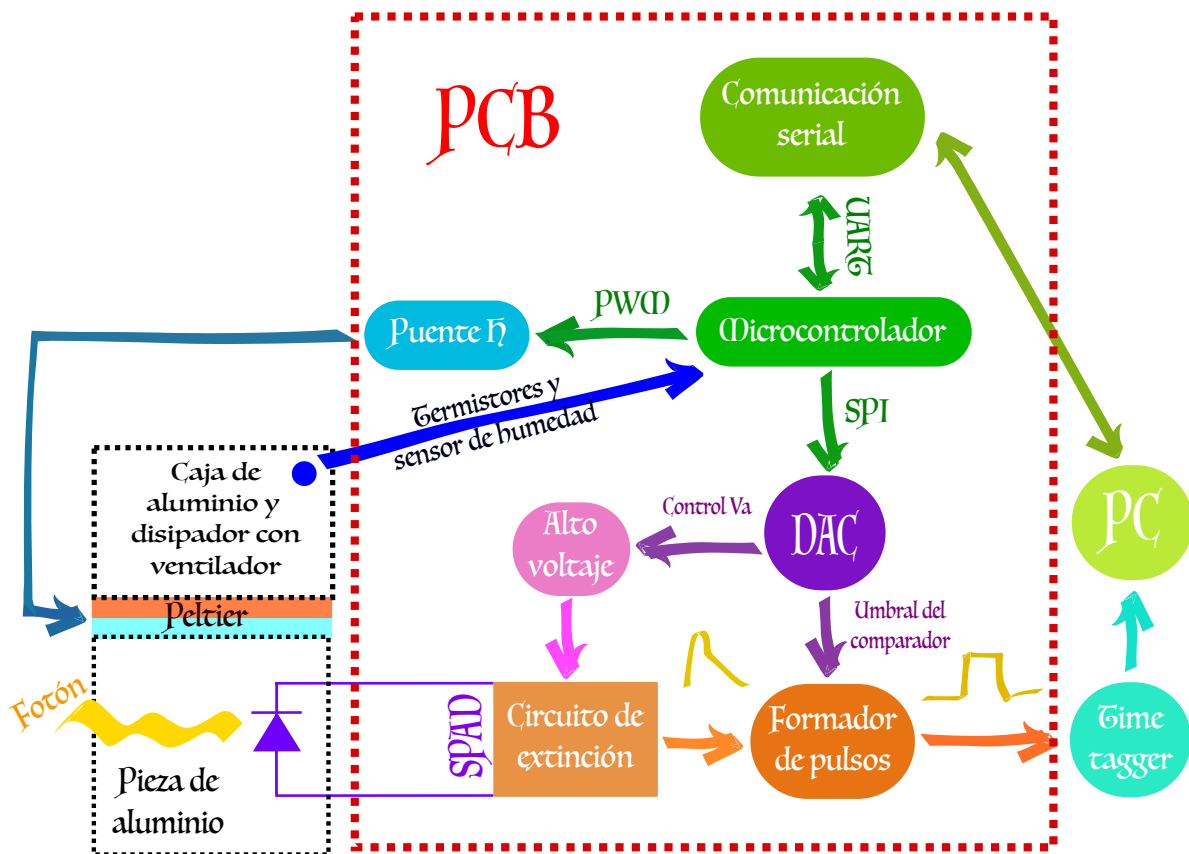 PCB
Comunicación
serial
UART
PWM
Puente H
Microcontrolador
Termistores y
sensor de humedad
SPI
Caja de
aluminio y
disipador con
ventilador
Alto
voltaje
Control Va
DAC
PC
Peltier
Umbral del
comparador
Fotón
SPAD
Circuito de
extinción
Formador
de pulsos
Time
tagger
Pieza de
aluminio